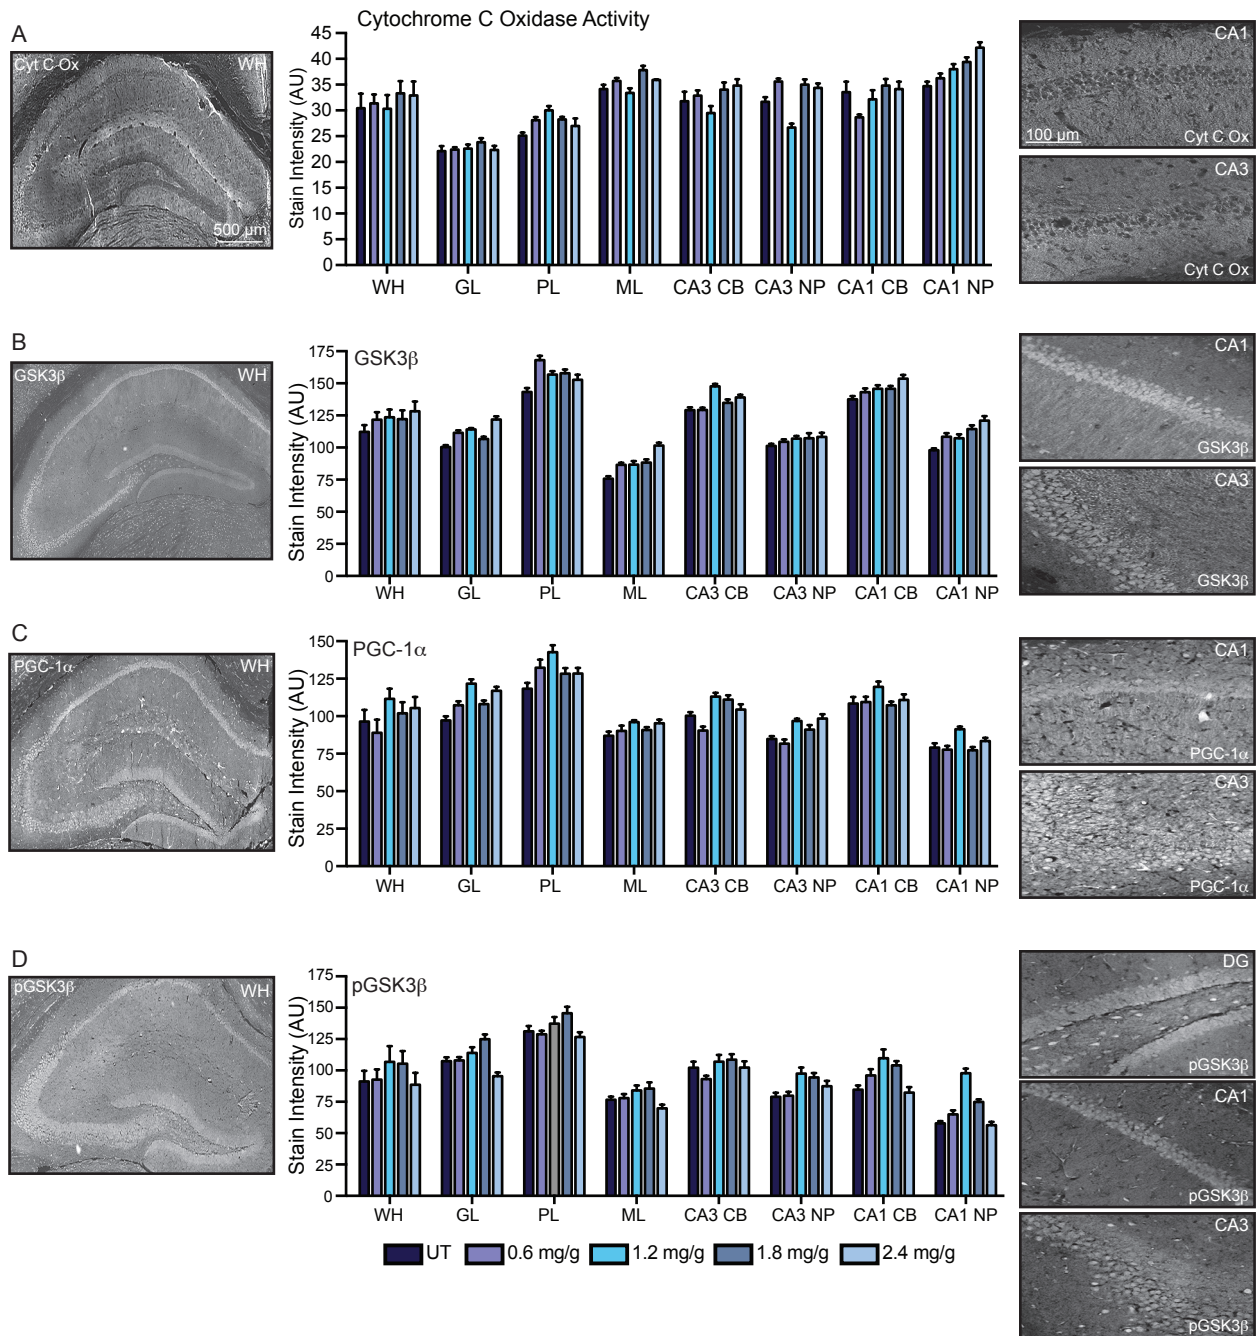 A
Cyt C Ox
WH
500 µm
Cytochrome C Oxidase Activity
Stain Intensity (AU)
45
40
35
30
25
20
15
10
5
0
WH GL PL ML CA3 CB CA3 NP CA1 CB CA1 NP
CA1
100 µm
Cyt C Ox
CA3
Cyt C Ox
B
GSK3β
WH
GSK3β
Stain Intensity (AU)
175
150
125
100
75
50
25
0
WH GL PL ML CA3 CB CA3 NP CA1 CB CA1 NP
CA1
GSK3β
CA3
GSK3β
C
PGC-1α
WH
PGC-1α
Stain Intensity (AU)
150
125
100
75
50
25
0
WH GL PL ML CA3 CB CA3 NP CA1 CB CA1 NP
CA1
PGC-1α
CA3
PGC-1α
D
pGSK3β
WH
pGSK3β
Stain Intensity (AU)
175
150
125
100
75
50
25
0
WH GL PL ML CA3 CB CA3 NP CA1 CB CA1 NP
UT 0.6 mg/g 1.2 mg/g 1.8 mg/g 2.4 mg/g
DG
pGSK3β
CA1
pGSK3β
CA3
pGSK3β